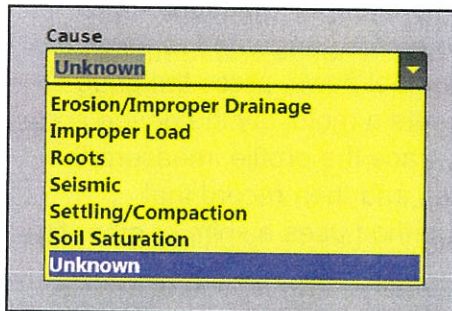 Cause
Unknown
Erosion/Improper Drainage
Improper Load
Roots
Seismic
Settling/Compaction
Soil Saturation
Unknown